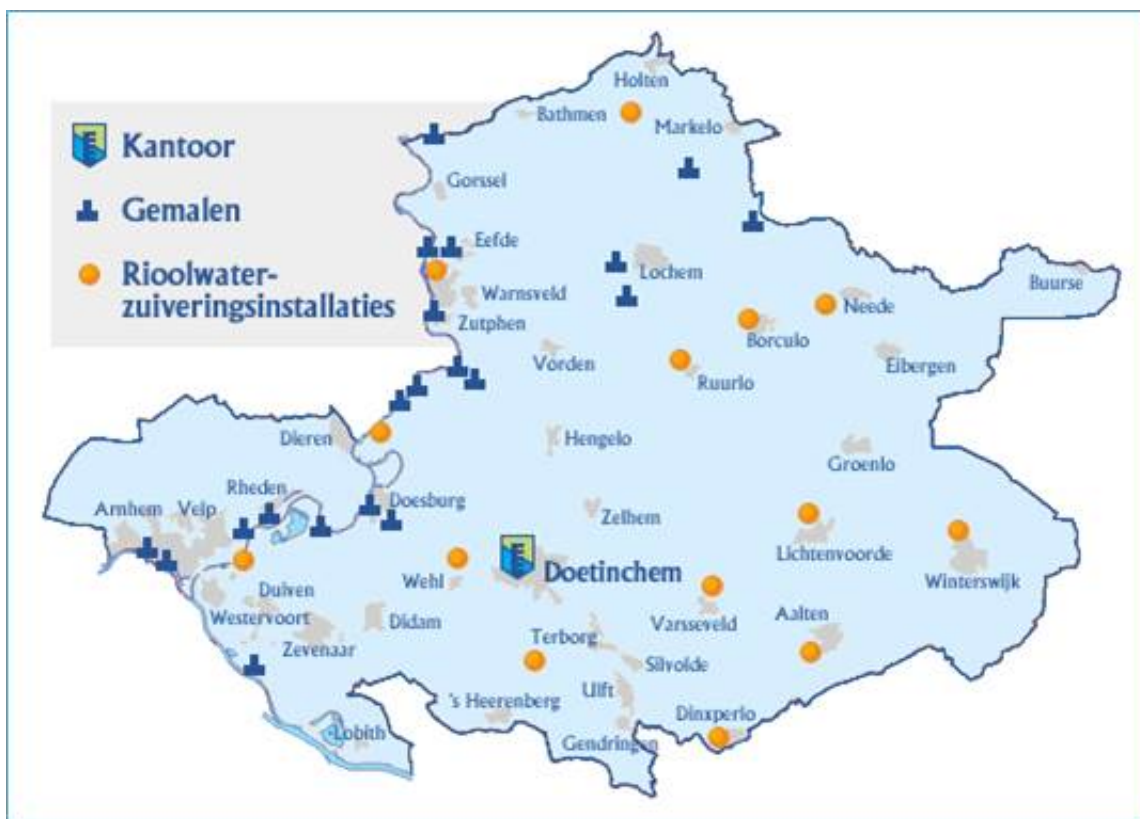 Holten
Bathmen
Markelo
Kantoor
Gorssel
Gemalen
Eefde
Lochem
Rioolwater-
zuiveringsinstallaties
Warnsveld
Buurse
Neede
Zutphen
Borculo
Vorden
Eibergen
Ruurlo
Dieren
Hengelo
Groenlo
Rheden
Doesburg
Arnhem
Velp
Zelhem
Lichtenvoorde
Doetinchem
Wehl
Winterswijk
Duiven
Westervoort
Didam
Varsseveld
Aalten
Zevenaar
Terborg
Silvolde
Ulft
's Heerenberg
Dinxperlo
Lobith
Gendringen